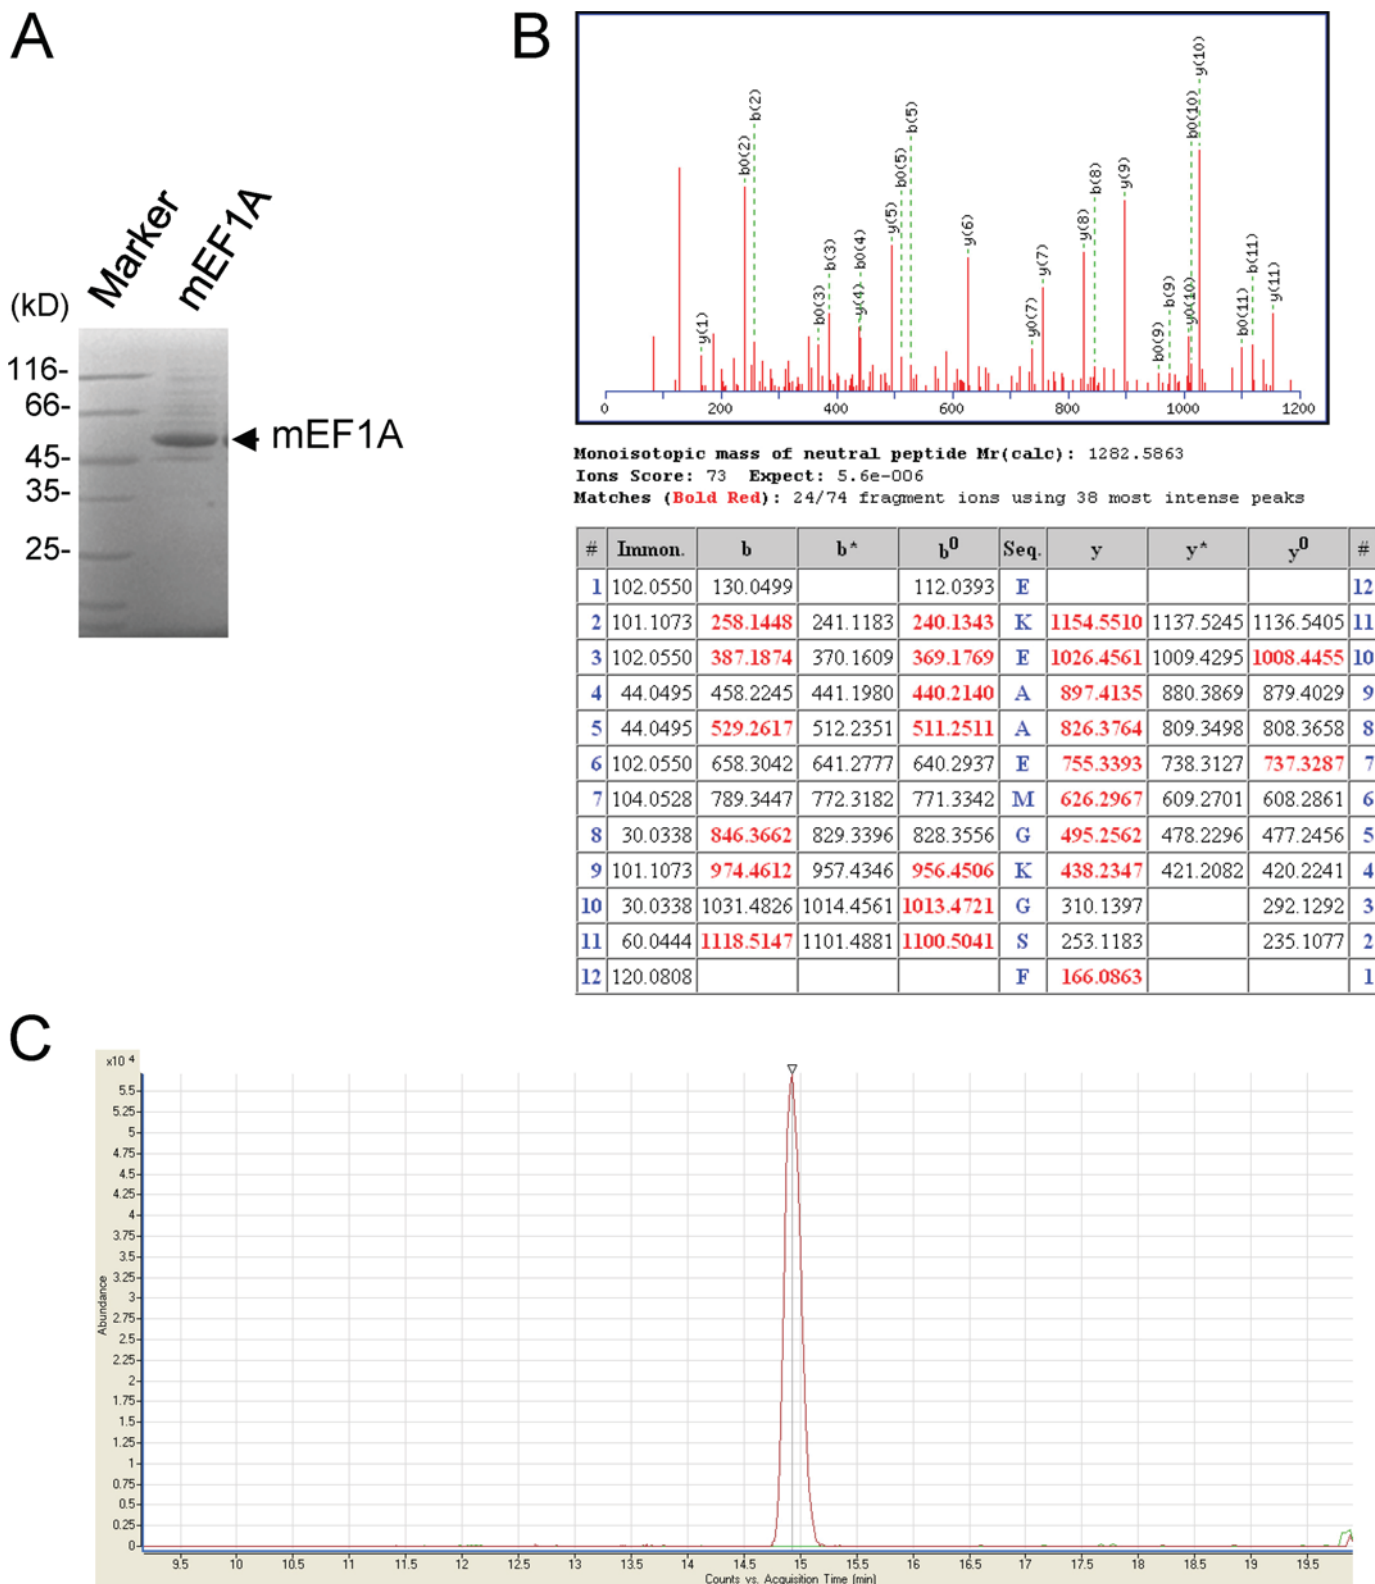 A
Marker
mEF1A
(kD)
116-
66-
45-
35-
25-
mEF1A
B
y(1) b0(2) b(2) b0(3) b(3) y(4) b0(4) y(5) b0(5) b(5) y(6) y0(7) y(7) y(8) b(8) y(9) b0(9) b(9) y0(10) b0(10) y(10) b0(11) b(11) y(11)
0 200 400 600 800 1000 1200
Monoisotopic mass of neutral peptide Mr(calc): 1282.5863
Ions Score: 73 Expect: 5.6e-006
Matches (Bold Red): 24/74 fragment ions using 38 most intense peaks
# Immon. b b* b0 Seq. y y* y0 #
1 102.0550 130.0499 112.0393 E 12
2 101.1073 258.1448 241.1183 240.1343 K 1154.5510 1137.5245 1136.5405 11
3 102.0550 387.1874 370.1609 369.1769 E 1026.4561 1009.4295 1008.4455 10
4 44.0495 458.2245 441.1980 440.2140 A 897.4135 880.3869 879.4029 9
5 44.0495 529.2617 512.2351 511.2511 A 826.3764 809.3498 808.3658 8
6 102.0550 658.3042 641.2777 640.2937 E 755.3393 738.3127 737.3287 7
7 104.0528 789.3447 772.3182 771.3342 M 626.2967 609.2701 608.2861 6
8 30.0338 846.3662 829.3396 828.3556 G 495.2562 478.2296 477.2456 5
9 101.1073 974.4612 957.4346 956.4506 K 438.2347 421.2082 420.2241 4
10 30.0338 1031.4826 1014.4561 1013.4721 G 310.1397 292.1292 3
11 60.0444 1118.5147 1101.4881 1100.5041 S 253.1183 235.1077 2
12 120.0808 F 166.0863 1
C
x10 4
5.5
5.25
5
4.75
4.5
4.25
4
3.75
3.5
3.25
3
2.75
2.5
2.25
2
1.75
1.5
1.25
1
0.75
0.5
0.25
0
Abundance
9.5 10 10.5 11 11.5 12 12.5 13 13.5 14 14.5 15 15.5 16 16.5 17 17.5 18 18.5 19 19.5
Counts vs. Acquisition Time (min)